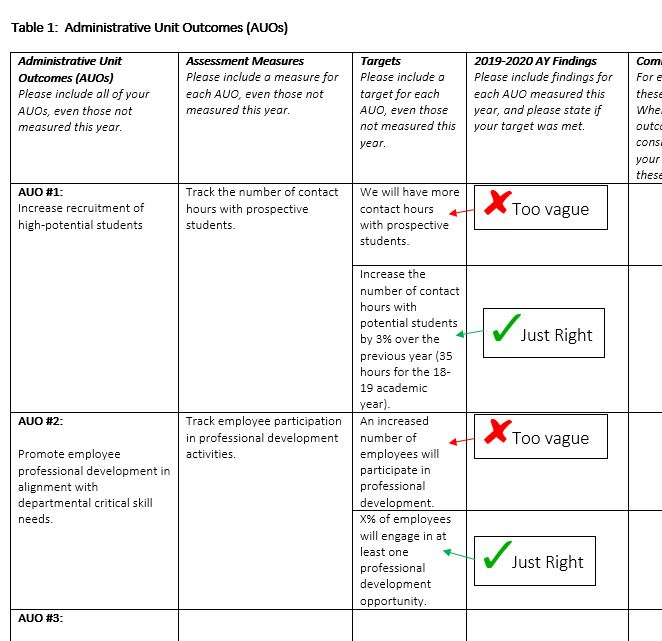 Table 1:  Administrative Unit Outcomes (AUOs)
Administrative Unit
Outcomes (AUOs)
Please include all of your
AUOs, even those not
measured this year.
Assessment Measures
Please include a measure for
each AUO, even those not
measured this year.
Targets
Please include a
target for each
AUO, even those
not measured this
year.
2019-2020 AY Findings
Please include findings for
each AUO measured this
year, and please state if
your target was met.
For e
these
your
these
AUO #1:
Increase recruitment of
high-potential students
Track the number of contact
hours with prospective
students.
We will have more
contact hours
with prospective
students.
Too vague
Increase the
number of contact
hours with
potential students
by 3% over the
previous year (35
hours for the 18-
19 academic
year).
Just Right
AUO #2:
Promote employee
professional development in
alignment with
departmental critical skill
needs.
Track employee participation
in professional development
activities.
An increased
number of
employees will
participate in
professional
development.
Too vague
X% of employees
will engage in at
least one
professional
development
opportunity.
Just Right
AUO #3: